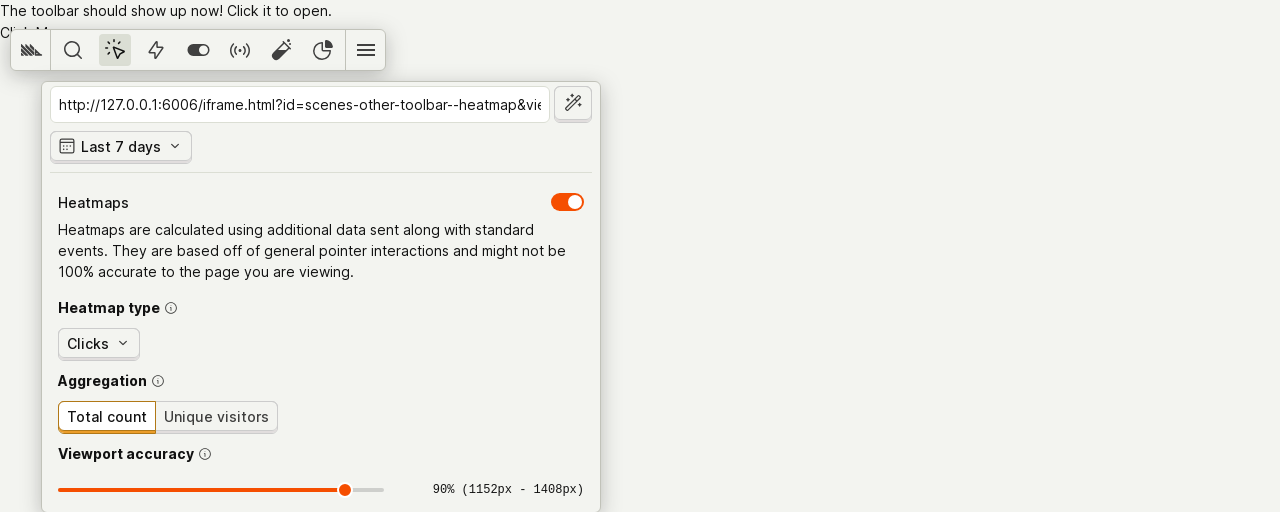 The toolbar should show up now! Click it to open.
http://127.0.0.1:6006/iframe.html?id=scenes-other-toolbar--heatmap&vie
Last 7 days
Heatmaps
Heatmaps are calculated using additional data sent along with standard
events. They are based off of general pointer interactions and might not be
100% accurate to the page you are viewing.
Heatmap type
Clicks
Aggregation
Total count Unique visitors
Viewport accuracy
90% (1152px - 1408px)